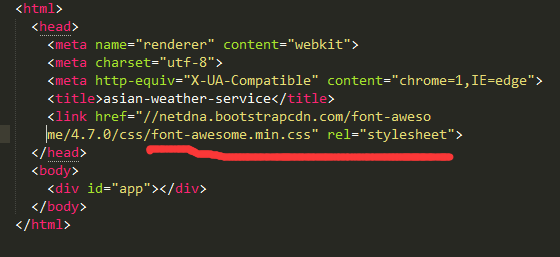 <html>
<head>
<meta name="renderer" content="webkit">
<meta charset="utf-8">
<meta http-equiv="X-UA-Compatible" content="chrome=1,IE=edge">
<title>asian-weather-service</title>
<link href="//netdna.bootstrapcdn.com/font-aweso
me/4.7.0/css/font-awesome.min.css" rel="stylesheet">
</head>
<body>
<div id="app"></div>
</body>
</html>